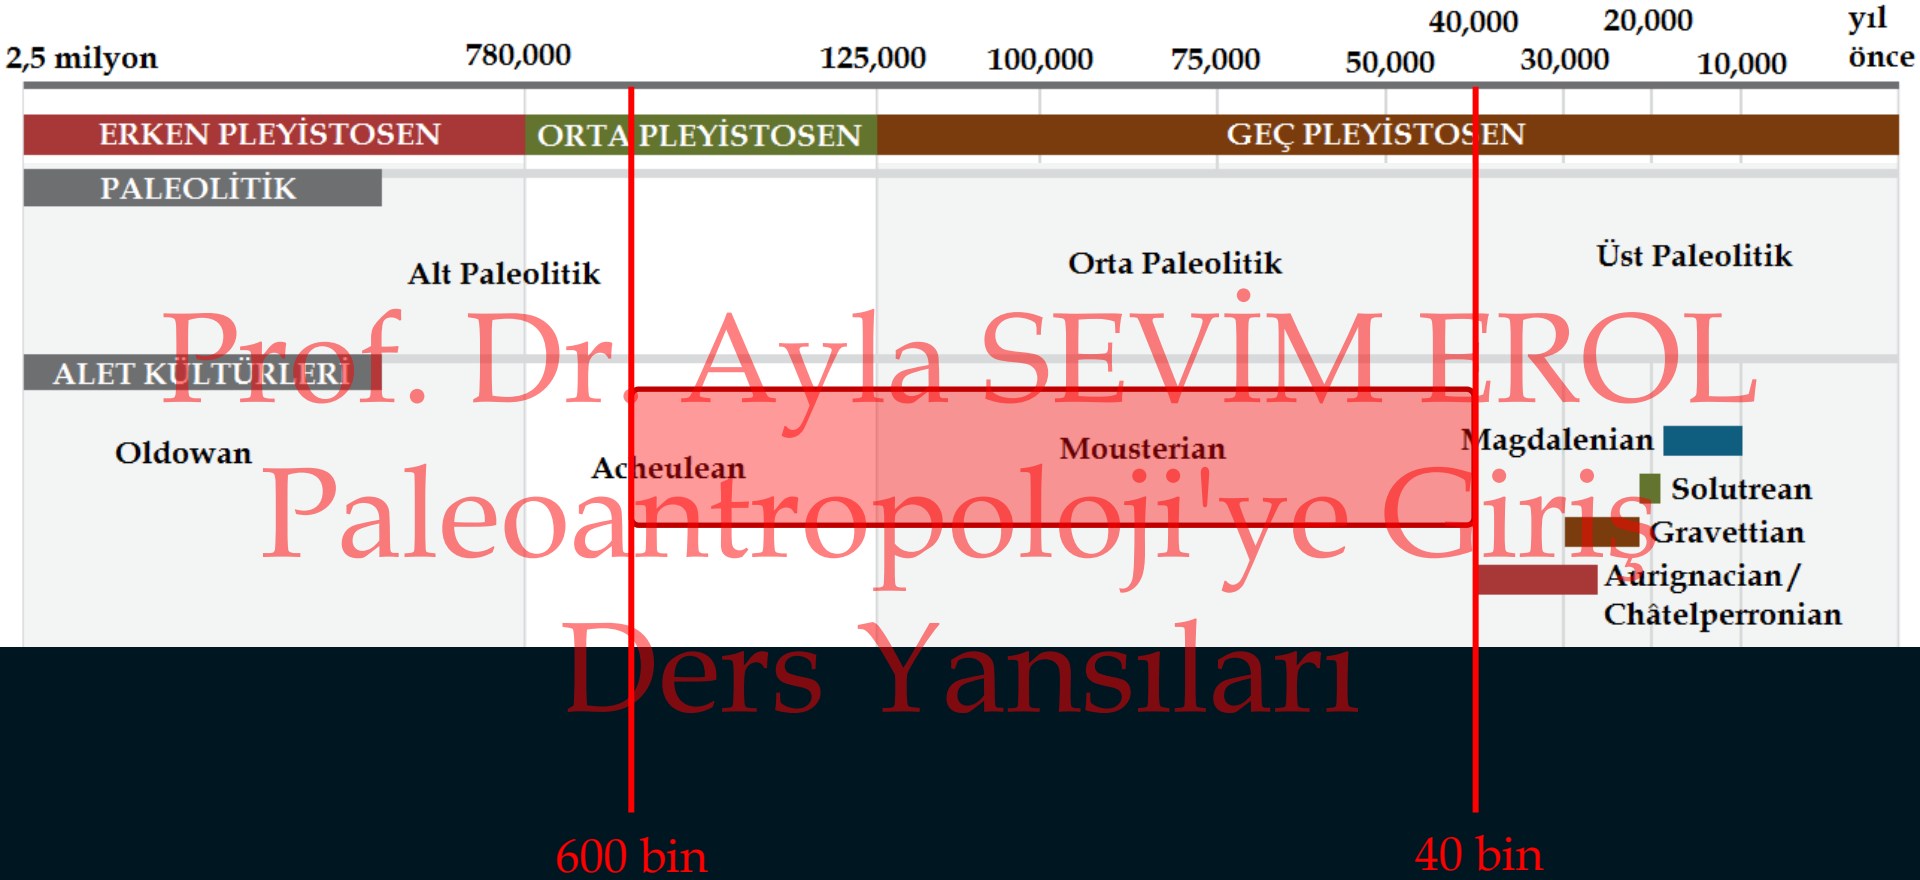 40,000 20,000 yıl
2,5 milyon 780,000 125,000 100,000 75,000 50,000 30,000 10,000 önce
ERKEN PLEYİSTOSEN ORTA PLEYİSTOSEN GEÇ PLEYİSTOSEN
PALEOLİTİK
Alt Paleolitik Orta Paleolitik Üst Paleolitik
Prof. Dr. Ayla SEVİM EROL
ALET KÜLTÜRLERİ
Oldowan Acheulean Mousterian Magdalenian
Solutrean
Paleoantropoloji'ye Giriş
Gravettian
Aurignacian/
Châtelperronian
Ders Yansıları
600 bin 40 bin